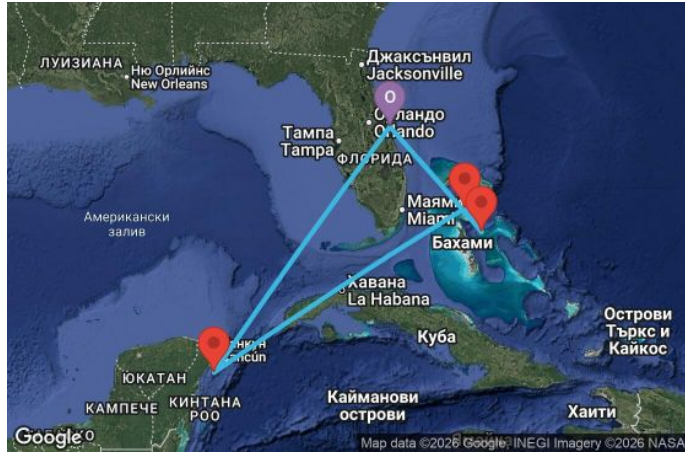 Джаксънвил
Jacksonville
ЛУИЗИАНА
Ню Орлийнс
New Orleans
O
Орландо
Orlando
Тампа
Tampa
ФЛОРИДА
Маями
Miami
Американски
залив
Бахами
Хавана
La Habana
Острови
Търкс и
Кайкос
Куба
ЮКАТАН
КАМПЕЧЕ
КИНТАНА
РОО
Кайманови
острови
Хаити
Google
Map data ©2026 Google, INEGI Imagery ©2026 NASA